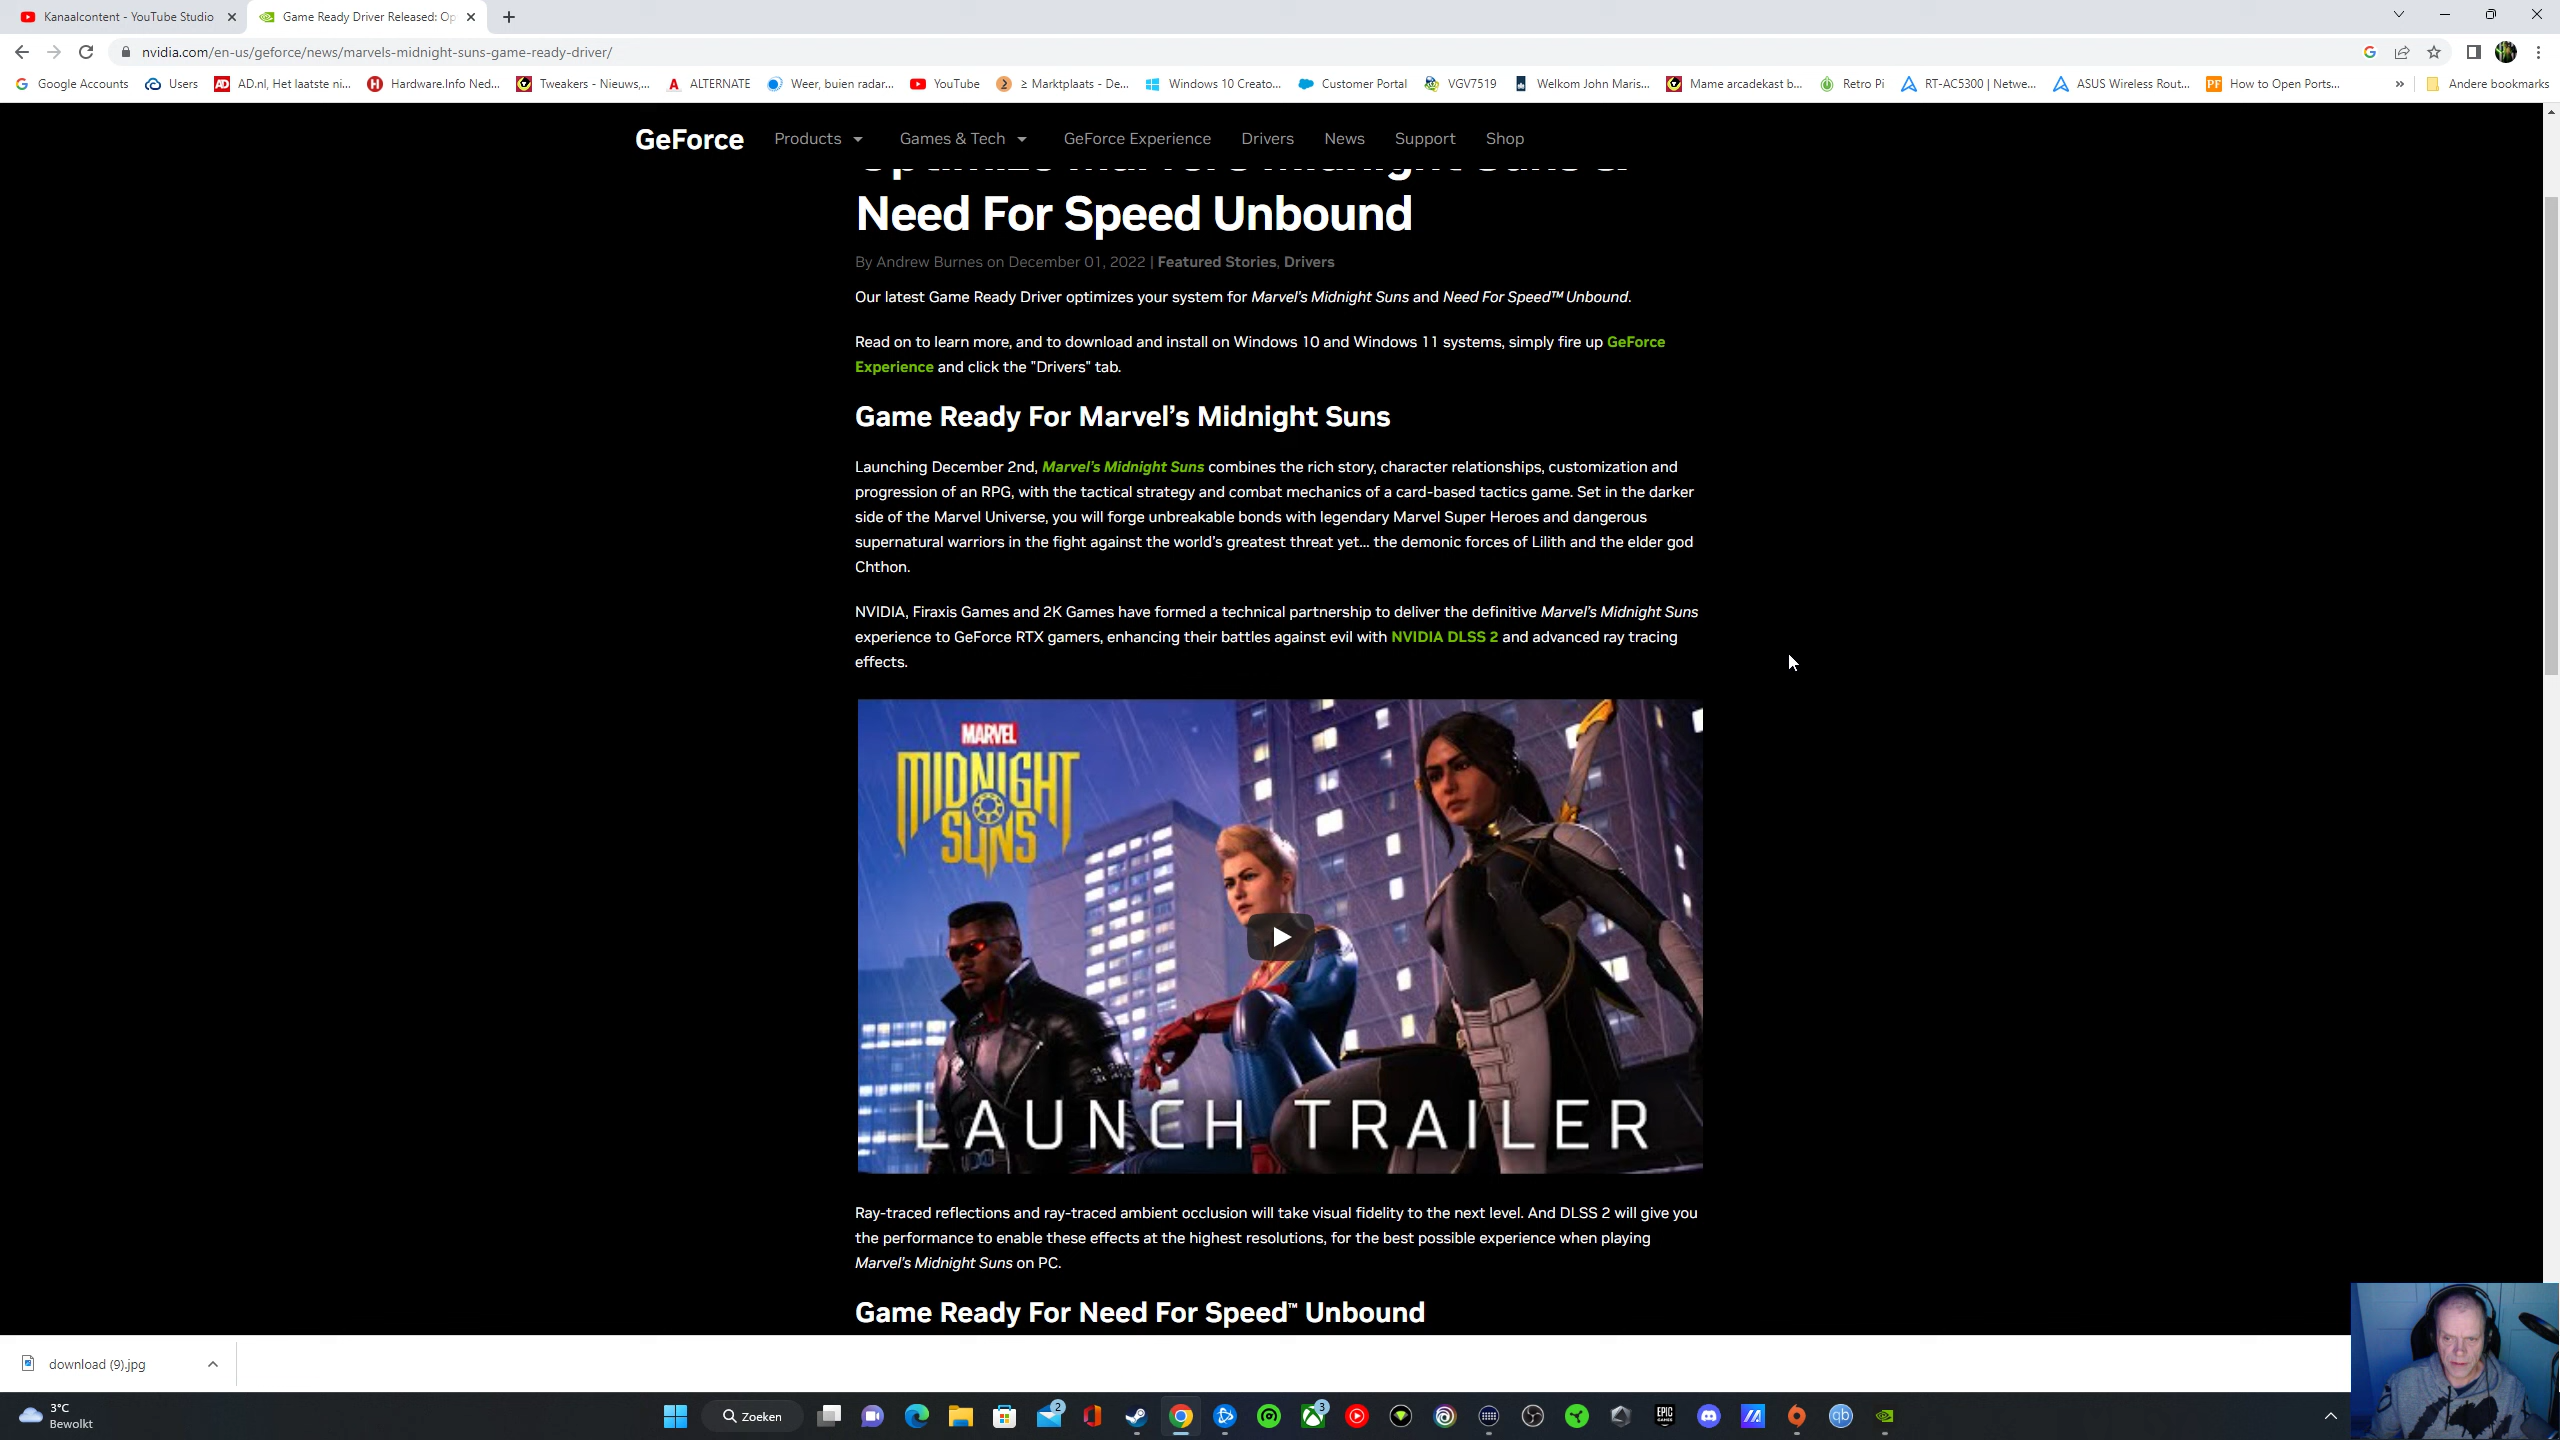 Kanaalcontent - YouTube Studio
Game Ready Driver Released: Op
nvidia.com/en-us/geforce/news/marvels-midnight-suns-game-ready-driver/
Google Accounts
Users
AD.nl, Het laatste ni...
Hardware.Info Ned...
Tweakers - Nieuws,...
ALTERNATE
Weer, buien radar...
YouTube
≥ Marktplaats - De...
Windows 10 Creato...
Customer Portal
VGV7519
Welkom John Maris...
Mame arcadekast b...
Retro Pi
RT-AC5300 | Netwe...
ASUS Wireless Rout...
How to Open Ports...
»
Andere bookmarks
GeForce
Products
Games & Tech
GeForce Experience
Drivers
News
Support
Shop
Optimize Marvel's Midnight Suns &
Need For Speed Unbound
By Andrew Burnes on December 01, 2022 | Featured Stories, Drivers
Our latest Game Ready Driver optimizes your system for Marvel's Midnight Suns and Need For Speed™ Unbound.
Read on to learn more, and to download and install on Windows 10 and Windows 11 systems, simply fire up GeForce
Experience and click the "Drivers" tab.
Game Ready For Marvel's Midnight Suns
Launching December 2nd, Marvel's Midnight Suns combines the rich story, character relationships, customization and
progression of an RPG, with the tactical strategy and combat mechanics of a card-based tactics game. Set in the darker
side of the Marvel Universe, you will forge unbreakable bonds with legendary Marvel Super Heroes and dangerous
supernatural warriors in the fight against the world's greatest threat yet... the demonic forces of Lilith and the elder god
Chthon.
NVIDIA, Firaxis Games and 2K Games have formed a technical partnership to deliver the definitive Marvel's Midnight Suns
experience to GeForce RTX gamers, enhancing their battles against evil with NVIDIA DLSS 2 and advanced ray tracing
effects.
MARVEL
MIDNIGHT
SUNS
LAUNCH TRAILER
Ray-traced reflections and ray-traced ambient occlusion will take visual fidelity to the next level. And DLSS 2 will give you
the performance to enable these effects at the highest resolutions, for the best possible experience when playing
Marvel's Midnight Suns on PC.
Game Ready For Need For Speed™ Unbound
download (9).jpg
3°C
Bewolkt
Zoeken
2
3
EPIC
GAMES
qb